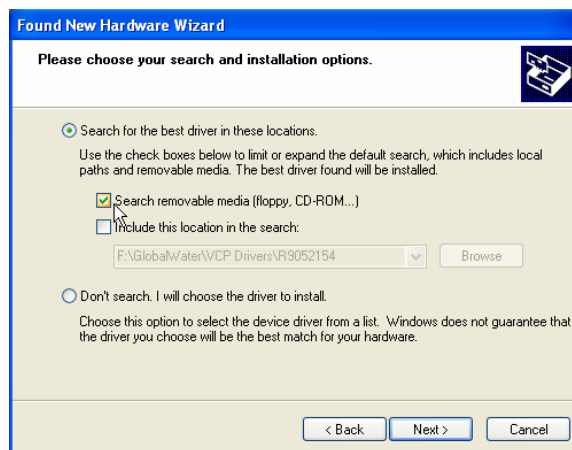 Found New Hardware Wizard
Please choose your search and installation options.
Search for the best driver in these locations.
Use the check boxes below to limit or expand the default search, which includes local
paths and removable media. The best driver found will be installed.
Search removable media (floppy, CD-ROM...)
Include this location in the search:
F:\GlobalWater\VCP Drivers\R9052154
Browse
Don't search. I will choose the driver to install.
Choose this option to select the device driver from a list. Windows does not guarantee that
the driver you choose will be the best match for your hardware.
< Back
Next >
Cancel